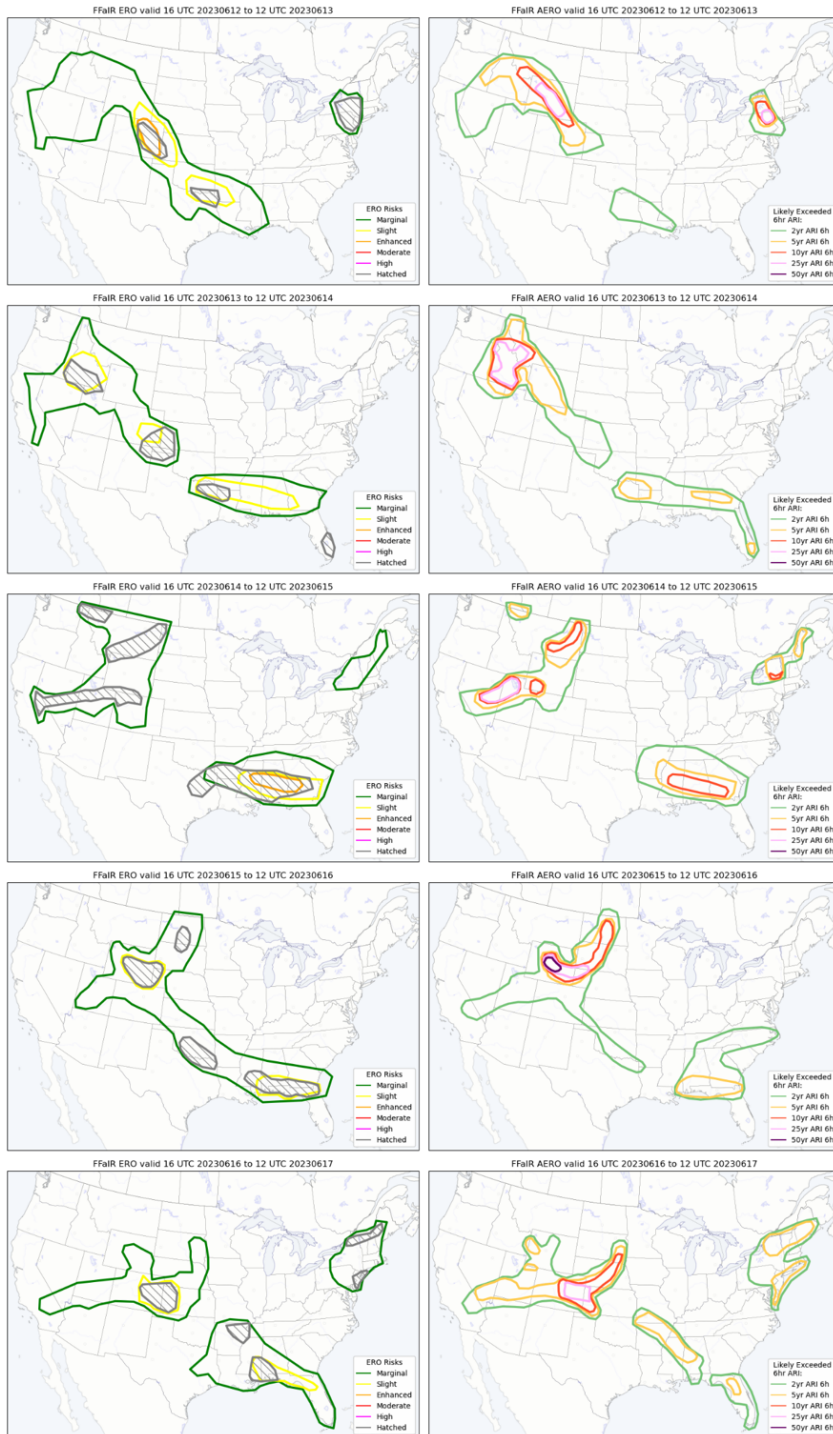 FFaIR ERO valid 16 UTC 20230612 to 12 UTC 20230613
ERO Risks
Marginal
Slight
Enhanced
Moderate
High
Hatched
FFaIR AERO valid 16 UTC 20230612 to 12 UTC 20230613
Likely Exceeded
6hr ARI:
2yr ARI 6h
5yr ARI 6h
10yr ARI 6h
25yr ARI 6h
50yr ARI 6h
FFaIR ERO valid 16 UTC 20230613 to 12 UTC 20230614
ERO Risks
Marginal
Slight
Enhanced
Moderate
High
Hatched
FFaIR AERO valid 16 UTC 20230613 to 12 UTC 20230614
Likely Exceeded
6hr ARI:
2yr ARI 6h
5yr ARI 6h
10yr ARI 6h
25yr ARI 6h
50yr ARI 6h
FFaIR ERO valid 16 UTC 20230614 to 12 UTC 20230615
ERO Risks
Marginal
Slight
Enhanced
Moderate
High
Hatched
FFaIR AERO valid 16 UTC 20230614 to 12 UTC 20230615
Likely Exceeded
6hr ARI:
2yr ARI 6h
5yr ARI 6h
10yr ARI 6h
25yr ARI 6h
50yr ARI 6h
FFaIR ERO valid 16 UTC 20230615 to 12 UTC 20230616
ERO Risks
Marginal
Slight
Enhanced
Moderate
High
Hatched
FFaIR AERO valid 16 UTC 20230615 to 12 UTC 20230616
Likely Exceeded
6hr ARI:
2yr ARI 6h
5yr ARI 6h
10yr ARI 6h
25yr ARI 6h
50yr ARI 6h
FFaIR ERO valid 16 UTC 20230616 to 12 UTC 20230617
ERO Risks
Marginal
Slight
Enhanced
Moderate
High
Hatched
FFaIR AERO valid 16 UTC 20230616 to 12 UTC 20230617
Likely Exceeded
6hr ARI:
2yr ARI 6h
5yr ARI 6h
10yr ARI 6h
25yr ARI 6h
50yr ARI 6h